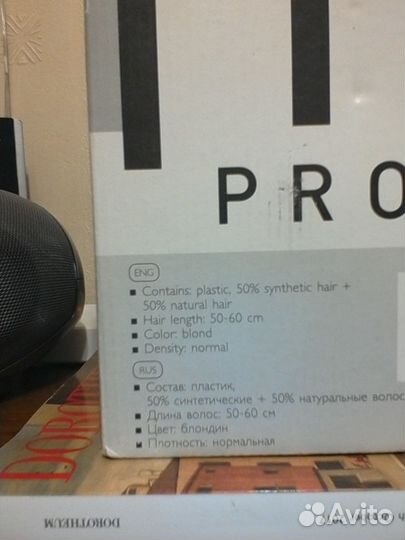 PRO
ENG
■ Contains: plastic, 50% synthetic hair +
50% natural hair
■ Hair length: 50-60 cm
■ Color: blond
■ Density: normal
RUS
■ Состав: пластик,
50% синтетические + 50% натуральные волос
■ Длина волос: 50-60 см
■ Цвет: блондин
■ Плотность: нормальная
DORO
DOROTHEUM
Avito